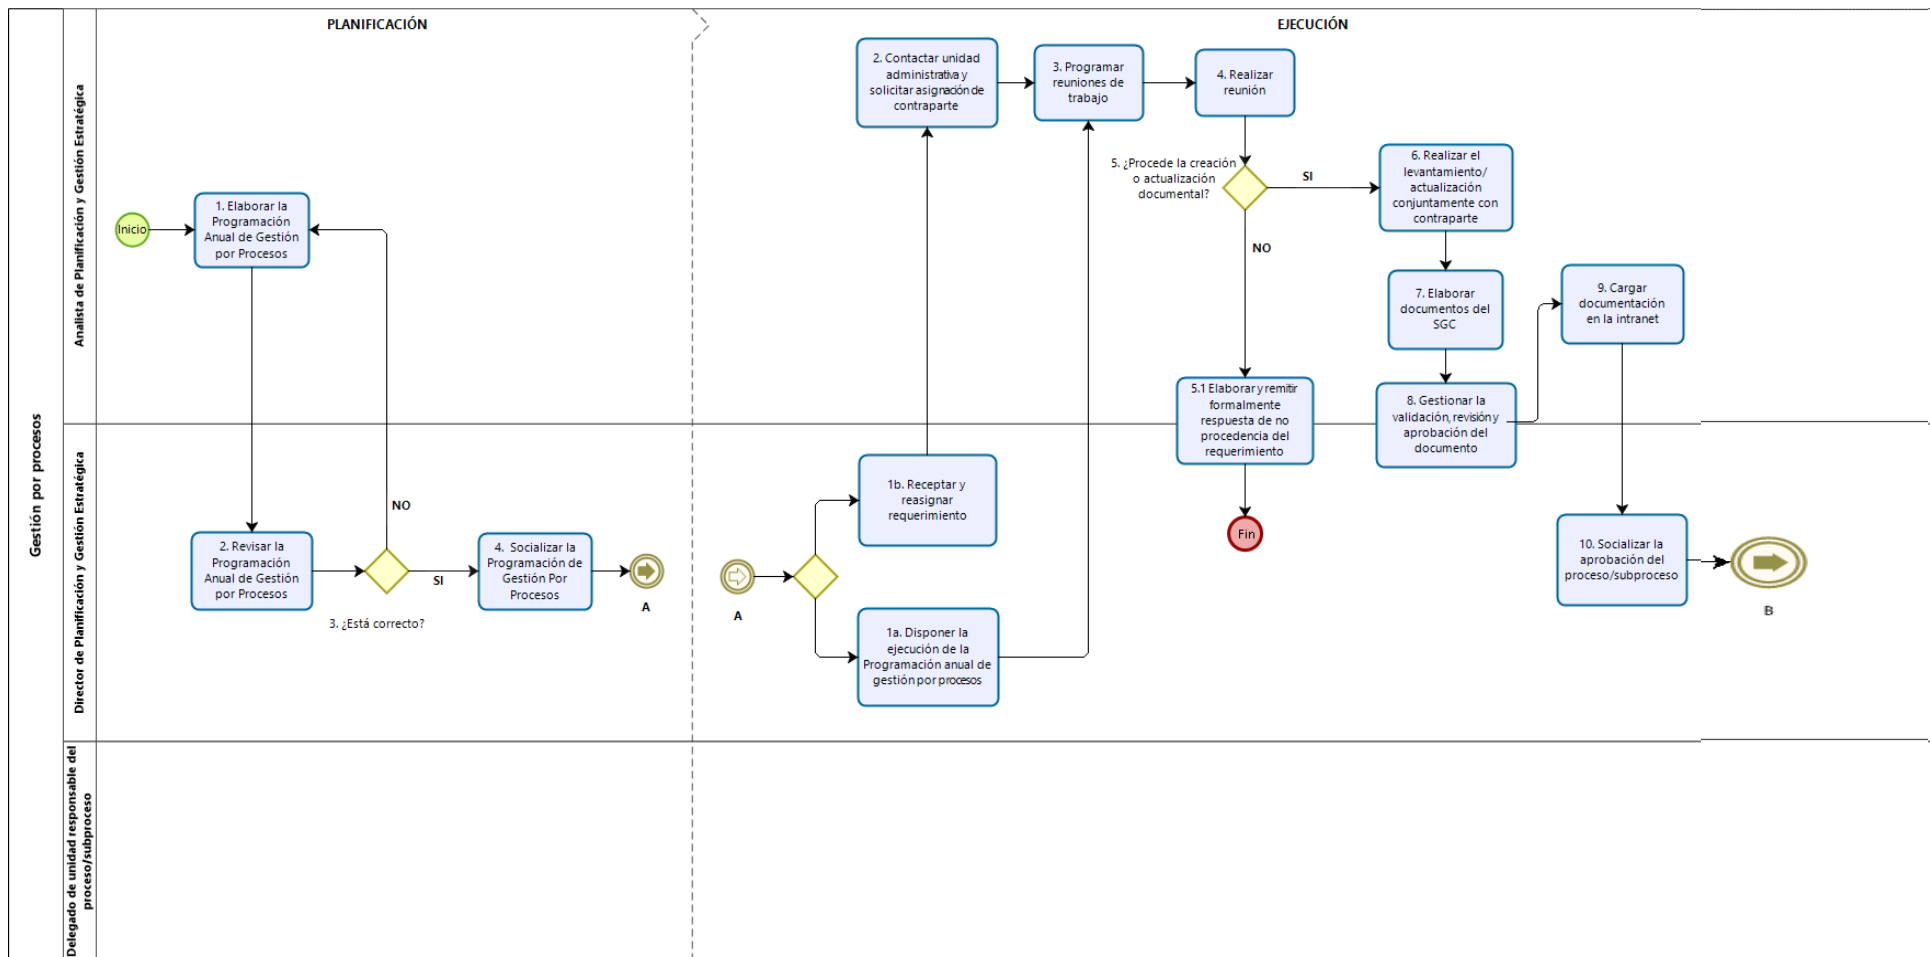 Gestión por procesos
Analista de Planificación y Gestión Estratégica
Director de Planificación y Gestión Estratégica
Delegado de unidad responsable del
proceso/subproceso
PLANIFICACIÓN
Inicio
1. Elaborar la
Programación
Anual de Gestión
por Procesos
2. Revisar la
Programación
Anual de Gestión
por Procesos
3. ¿Está correcto?
NO
SI
4. Socializar la
Programación de
Gestión Por
Procesos
A
EJECUCIÓN
A
1b. Receptar y
reasignar
requerimiento
1a. Disponer la
ejecución de la
Programación anual de
gestión por procesos
2. Contactar unidad
administrativa y
solicitar asignación de
contraparte
3. Programar
reuniones de
trabajo
4. Realizar
reunión
5. ¿Procede la creación
o actualización
documental?
SI
NO
5.1 Elaborar y remitir
formalmente
respuesta de no
procedencia del
requerimiento
Fin
6. Realizar el
levantamiento/
actualización
conjuntamente con
contraparte
7. Elaborar
documentos del
SGC
8. Gestionar la
validación, revisión y
aprobación del
documento
9. Cargar
documentación
en la intranet
10. Socializar la
aprobación del
proceso/subproceso
B